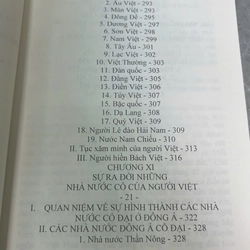 2. Âu Việt - 293
3. Mân Việt - 293
4. Đông Đề - 295
5. Dương Việt - 296
6. Sơn Việt - 298
7. Nam Việt - 299
8. Tây Âu - 301
9. Lạc Việt - 302
10. Việt Thường - 303
11. Dán quốc - 303
12. Đằng Việt - 305
13. Điền Việt - 306
14. Tủy Việt - 307
15. Bặc quốc - 307
16. Dạ Lang - 308
17. Quỳ Việt - 309
18. Người Lê đảo Hải Nam - 309
19. Nước Nam Chiếu - 310
II. Tục xăm mình của người Việt - 313
III. Người hiền Bách Việt - 316
CHƯƠNG XI
SỰ RA ĐỜI NHỮNG
NHÀ NƯỚC CỔ CỦA NGƯỜI VIỆT
- 21 -
I. QUAN NIỆM VỀ SỰ HÌNH THÀNH CÁC NHÀ
NƯỚC CỔ ĐẠI Ở ĐÔNG Á - 322
II. CÁC NHÀ NƯỚC ĐÔNG Á CỔ ĐẠI - 328
1. Nhà nước Thần Nông - 328